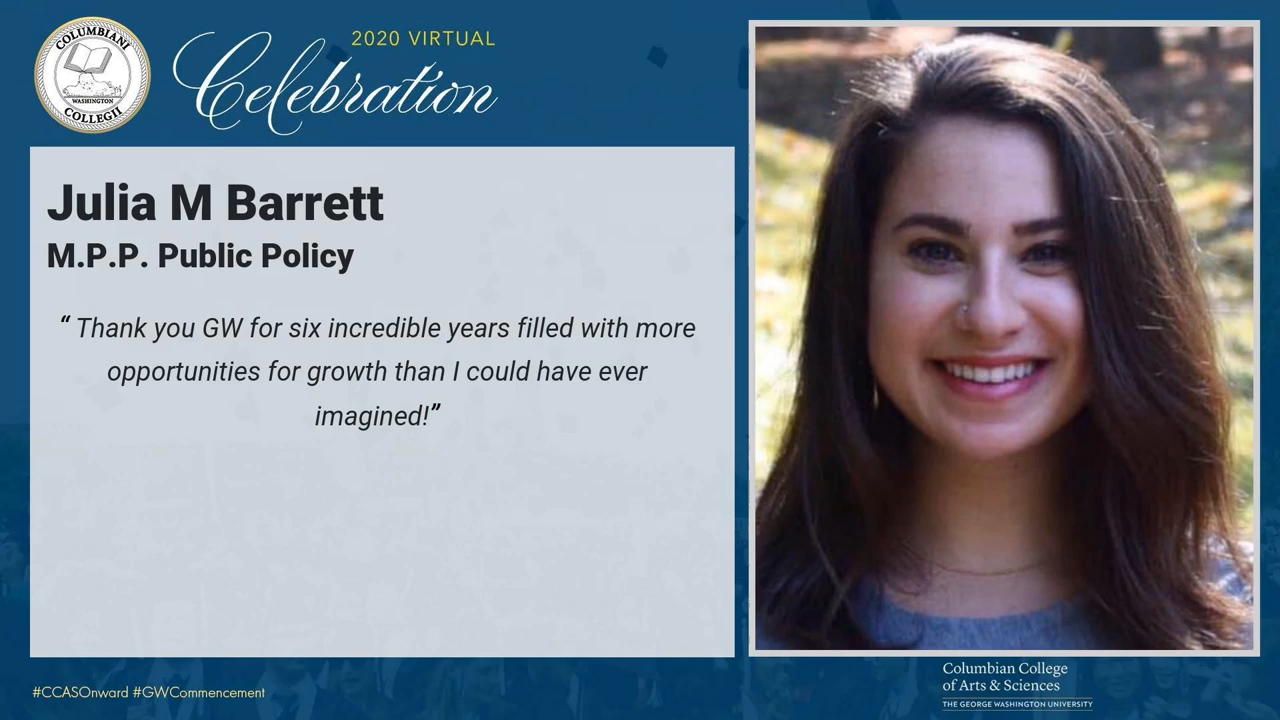 COLUMBIANI
WASHINGTON
COLLEGII
2020 VIRTUAL
Celebration
Julia M Barrett
M.P.P. Public Policy
“ Thank you GW for six incredible years filled with more
opportunities for growth than I could have ever
imagined!”
#CCASOnward #GWCommencement
Columbian College
of Arts & Sciences
THE GEORGE WASHINGTON UNIVERSITY